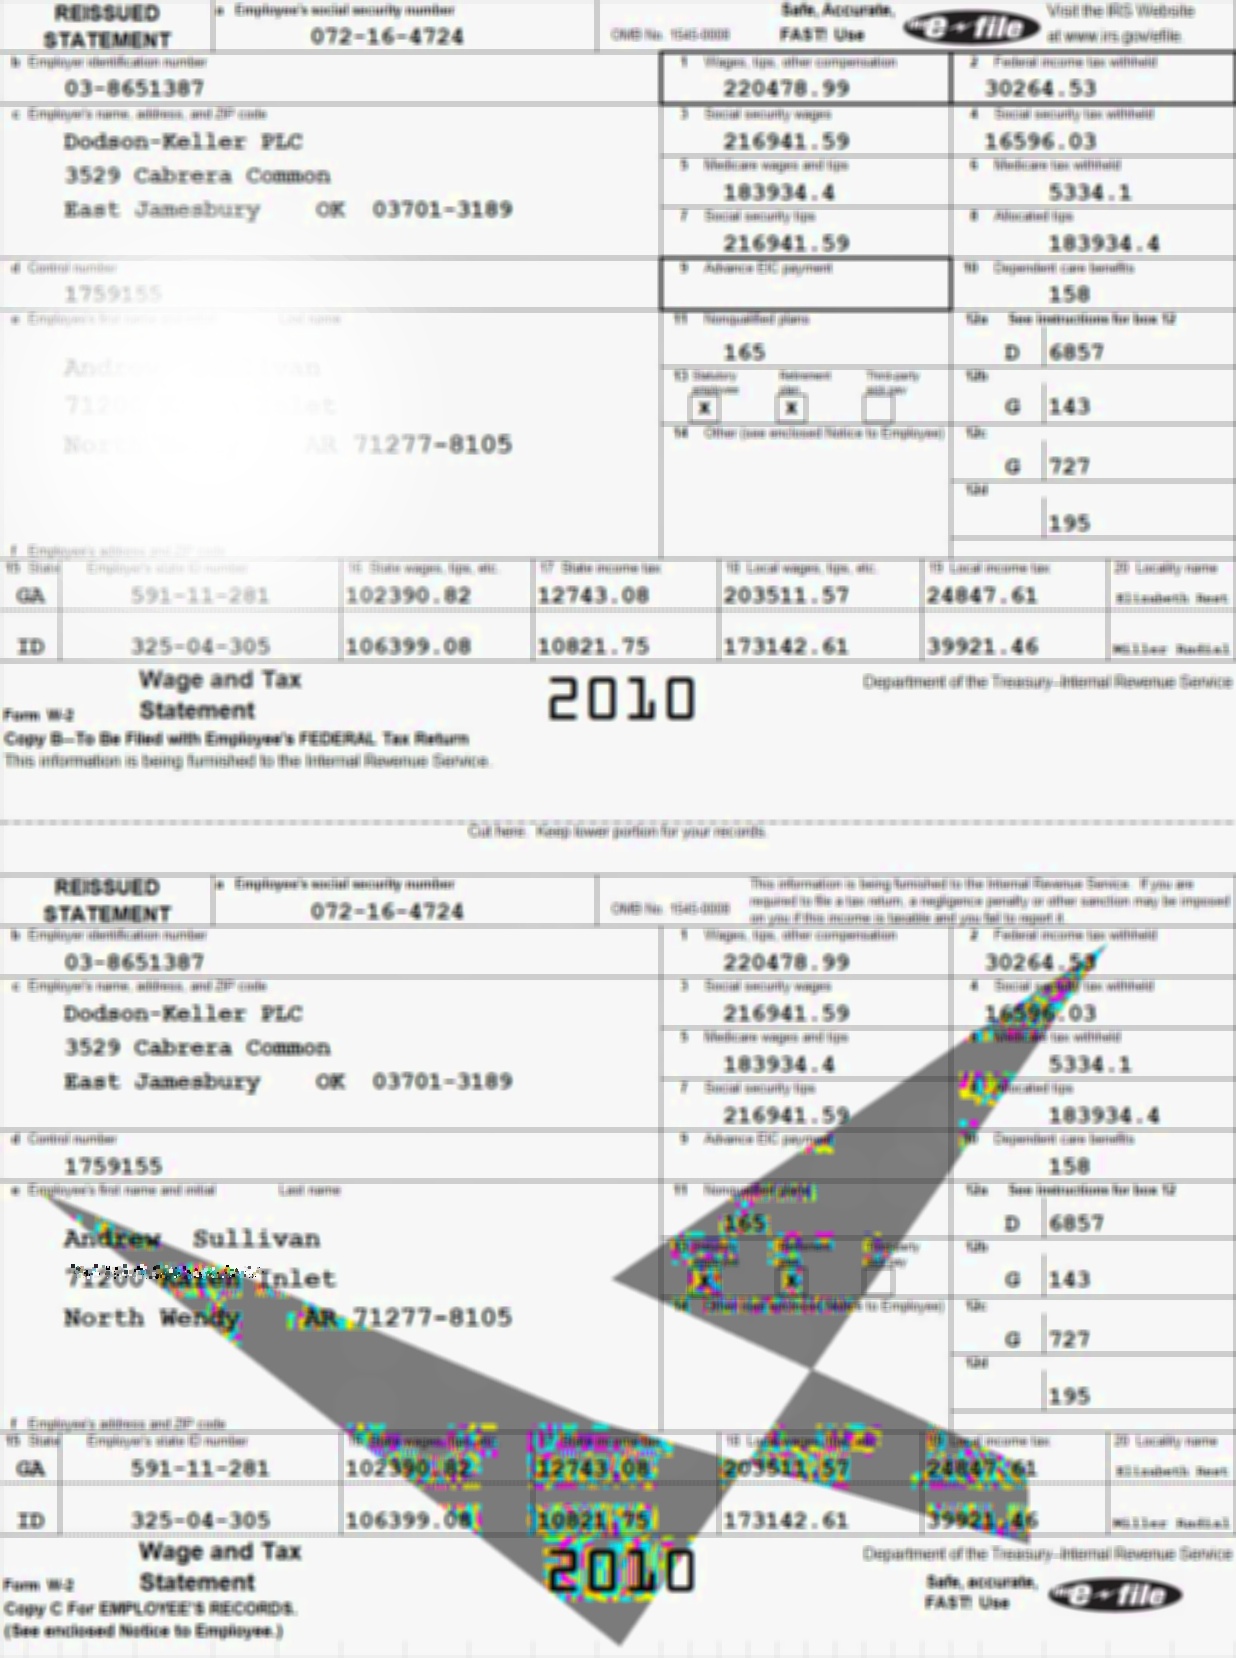 REISSUED STATEMENT
a Employee's social security number
072-16-4724
OMB No. 1545-0008
Safe, Accurate, FAST! Use
e-file
Visit the IRS Website at www.irs.gov/efile.
b Employer identification number
03-8651387
1 Wages, tips, other compensation
220478.99
2 Federal income tax withheld
30264.53
c Employer's name, address, and ZIP code
Dodson-Keller PLC
3529 Cabrera Common
East Jamesbury OK 03701-3189
3 Social security wages
216941.59
4 Social security tax withheld
16596.03
5 Medicare wages and tips
183934.4
6 Medicare tax withheld
5334.1
7 Social security tips
216941.59
8 Allocated tips
183934.4
d Control number
1759155
9 Advance EIC payment
10 Dependent care benefits
158
e Employee's first name and initial Last name
11 Nonqualified plans
165
12a See instructions for box 12
D 6857
13 Statutory employee
X
Retirement plan
X
Third-party sick pay
12b
G 143
AR 71277-8105
14 Other (see enclosed Notice to Employee)
12c
G 727
12d
195
f Employee's address and ZIP code
15 State Employer's state ID number
16 State wages, tips, etc.
17 State income tax
18 Local wages, tips, etc.
19 Local income tax
20 Locality name
GA 591-11-281 102390.82 12743.08 203511.57 24847.61
ID 325-04-305 106399.08 10821.75 173142.61 39921.46 Miller Radial
Form W-2
Wage and Tax Statement
2010
Department of the Treasury-Internal Revenue Service
Copy B-To Be Filed with Employee's FEDERAL Tax Return
This information is being furnished to the Internal Revenue Service.
Cut here. Keep lower portion for your records.
REISSUED STATEMENT
a Employee's social security number
072-16-4724
OMB No. 1545-0008
This information is being furnished to the Internal Revenue Service. If you are
required to file a tax return, a negligence penalty or other sanction may be imposed
on you if this income is taxable and you fail to report it.
b Employer identification number
03-8651387
1 Wages, tips, other compensation
220478.99
2 Federal income tax withheld
30264.53
c Employer's name, address, and ZIP code
Dodson-Keller PLC
3529 Cabrera Common
East Jamesbury OK 03701-3189
3 Social security wages
216941.59
4 Social security tax withheld
16596.03
5 Medicare wages and tips
183934.4
6 Medicare tax withheld
5334.1
7 Social security tips
216941.59
8 Allocated tips
183934.4
d Control number
1759155
9 Advance EIC payment
10 Dependent care benefits
158
e Employee's first name and initial Last name
Andrew Sullivan
Inlet
North Wendy AR 71277-8105
11 Nonqualified plans
165
12a See instructions for box 12
D 6857
X
X
12b
G 143
14 Other (see enclosed Notice to Employee)
12c
G 727
12d
195
f Employee's address and ZIP code
15 State Employer's state ID number
16 State wages, tips, etc.
17 State income tax
18 Local wages, tips, etc.
19 Local income tax
20 Locality name
GA 591-11-281 102390.82 12743.08 203511.57 24847.61
ID 325-04-305 106399.08 10821.75 173142.61 39921.46 Miller Radial
Form W-2
Wage and Tax Statement
2010
Department of the Treasury-Internal Revenue Service
Copy C For EMPLOYEE'S RECORDS.
(See enclosed Notice to Employee.)
Safe, accurate, FAST! Use
e-file